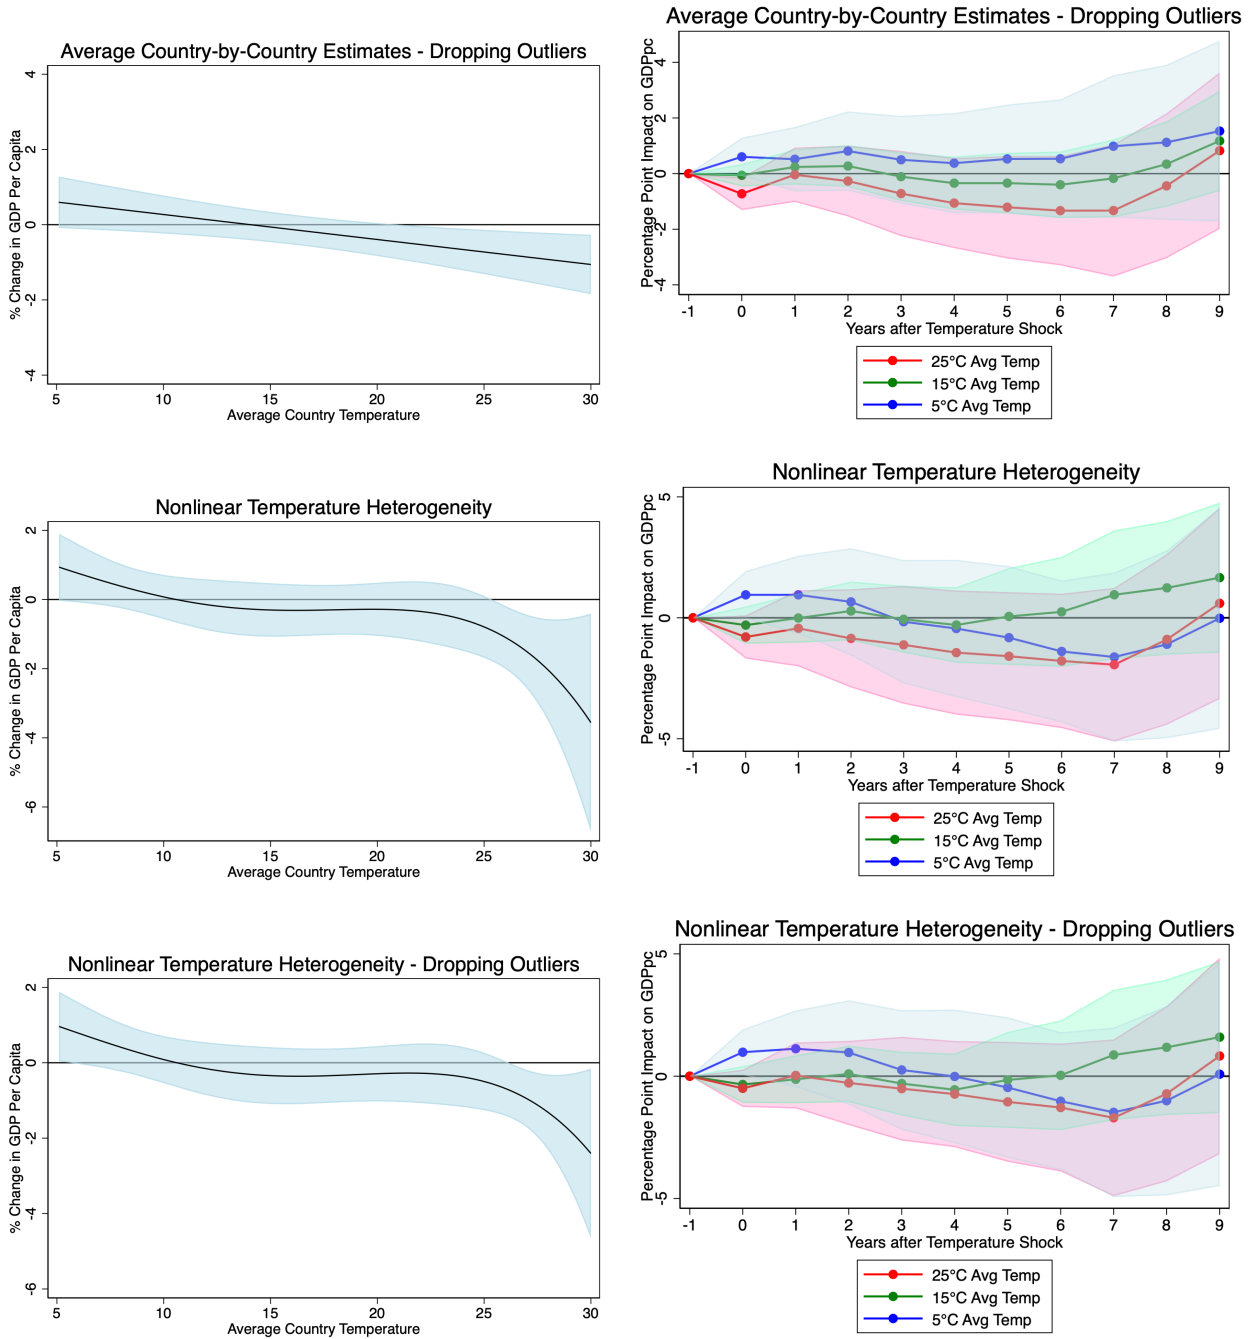 Average Country-by-Country Estimates - Dropping Outliers
% Change in GDP Per Capita
4
2
0
-2
-4
5 10 15 20 25 30
Average Country Temperature
Average Country-by-Country Estimates - Dropping Outliers
Percentage Point Impact on GDPpc
4
2
0
-2
-4
-1 0 1 2 3 4 5 6 7 8 9
Years after Temperature Shock
25°C Avg Temp
15°C Avg Temp
5°C Avg Temp
Nonlinear Temperature Heterogeneity
% Change in GDP Per Capita
2
0
-2
-4
-6
5 10 15 20 25 30
Average Country Temperature
Nonlinear Temperature Heterogeneity
Percentage Point Impact on GDPpc
5
0
-5
-1 0 1 2 3 4 5 6 7 8 9
Years after Temperature Shock
25°C Avg Temp
15°C Avg Temp
5°C Avg Temp
Nonlinear Temperature Heterogeneity - Dropping Outliers
% Change in GDP Per Capita
2
0
-2
-4
-6
5 10 15 20 25 30
Average Country Temperature
Nonlinear Temperature Heterogeneity - Dropping Outliers
Percentage Point Impact on GDPpc
5
0
-5
-1 0 1 2 3 4 5 6 7 8 9
Years after Temperature Shock
25°C Avg Temp
15°C Avg Temp
5°C Avg Temp